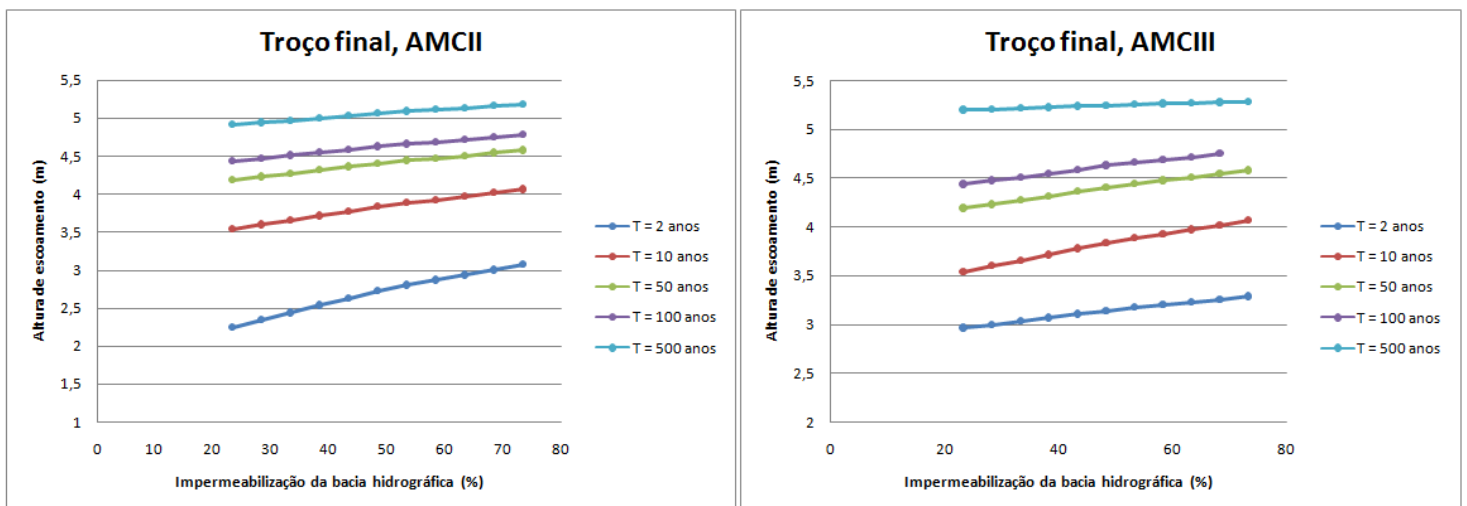 Troço final, AMCII
5,5
5
4,5
4
3,5
3
2,5
2
1,5
1
0 10 20 30 40 50 60 70 80
Altura de escoamento (m)
Impermeabilização da bacia hidrográfica (%)
T = 2 anos
T = 10 anos
T = 50 anos
T = 100 anos
T = 500 anos
Troço final, AMCIII
5,5
5
4,5
4
3,5
3
2,5
2
0 20 40 60 80
Altura de escoamento (m)
Impermeabilização da bacia hidrográfica (%)
T = 2 anos
T = 10 anos
T = 50 anos
T = 100 anos
T = 500 anos